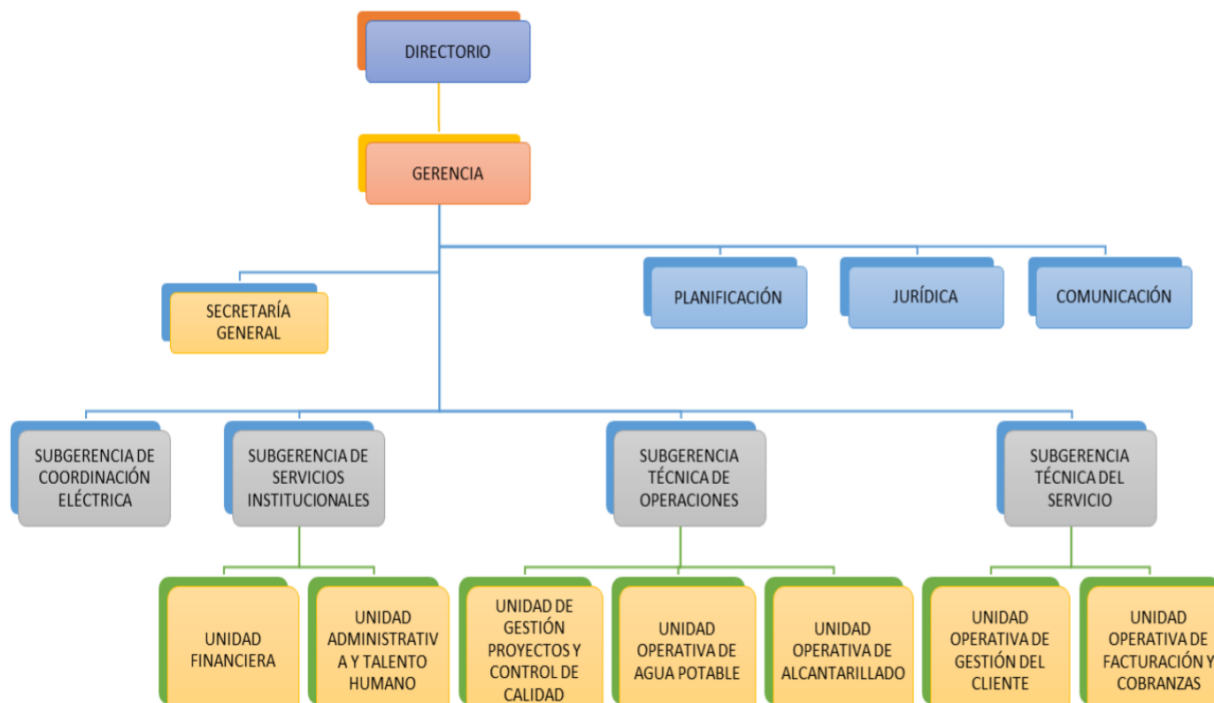 DIRECTORIO
GERENCIA
SECRETARÍA
GENERAL
PLANIFICACIÓN
JURÍDICA
COMUNICACIÓN
SUBGERENCIA DE
COORDINACIÓN
ELÉCTRICA
SUBGERENCIA DE
SERVICIOS
INSTITUCIONALES
SUBGERENCIA
TÉCNICA DE
OPERACIONES
SUBGERENCIA
TÉCNICA DEL
SERVICIO
UNIDAD
FINANCIERA
UNIDAD
ADMINISTRATIV
A Y TALENTO
HUMANO
UNIDAD DE
GESTIÓN
PROYECTOS Y
CONTROL DE
CALIDAD
UNIDAD
OPERATIVA DE
AGUA POTABLE
UNIDAD
OPERATIVA DE
ALCANTARILLADO
UNIDAD
OPERATIVA DE
GESTIÓN DEL
CLIENTE
UNIDAD
OPERATIVA DE
FACTURACIÓN Y
COBRANZAS